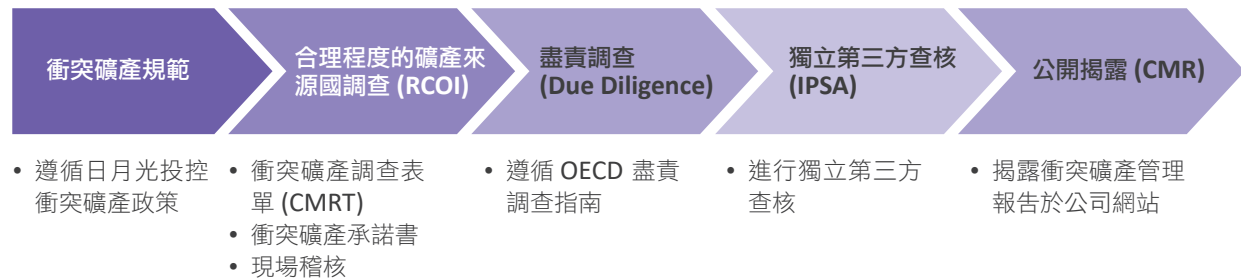 衝突礦產規範
合理程度的礦產來
源國調查 (RCOI)
盡責調查
(Due Diligence)
獨立第三方查核
(IPSA)
公開揭露 (CMR)
• 遵循日月光投控
衝突礦產政策
• 衝突礦產調查表
單 (CMRT)
• 衝突礦產承諾書
• 現場稽核
• 遵循 OECD 盡責
調查指南
• 進行獨立第三方
查核
• 揭露衝突礦產管理
報告於公司網站